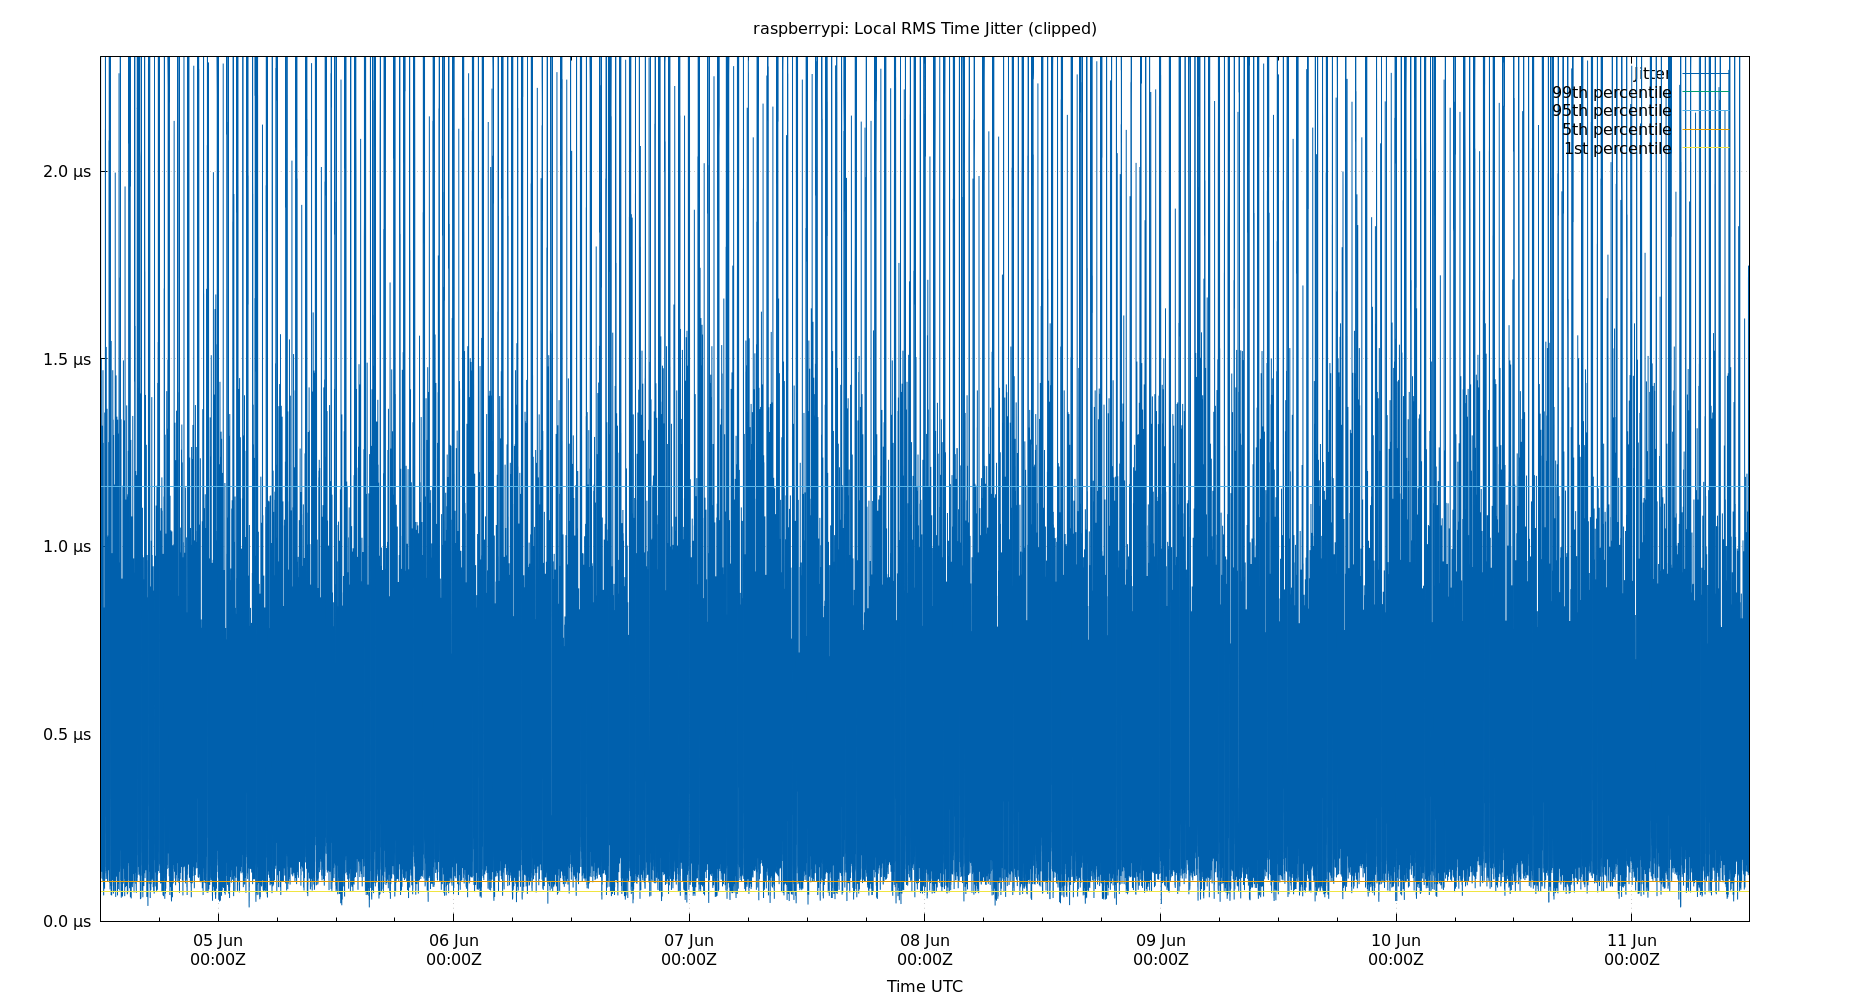 raspberrypi: Local RMS Time Jitter (clipped)
jitter
99th percentile
95th percentile
5th percentile
1st percentile
2.0 µs
1.5 µs
1.0 µs
0.5 µs
0.0 µs
05 Jun 06 Jun 07 Jun 08 Jun 09 Jun 10 Jun 11 Jun
00:00Z 00:00Z 00:00Z 00:00Z 00:00Z 00:00Z 00:00Z
Time UTC